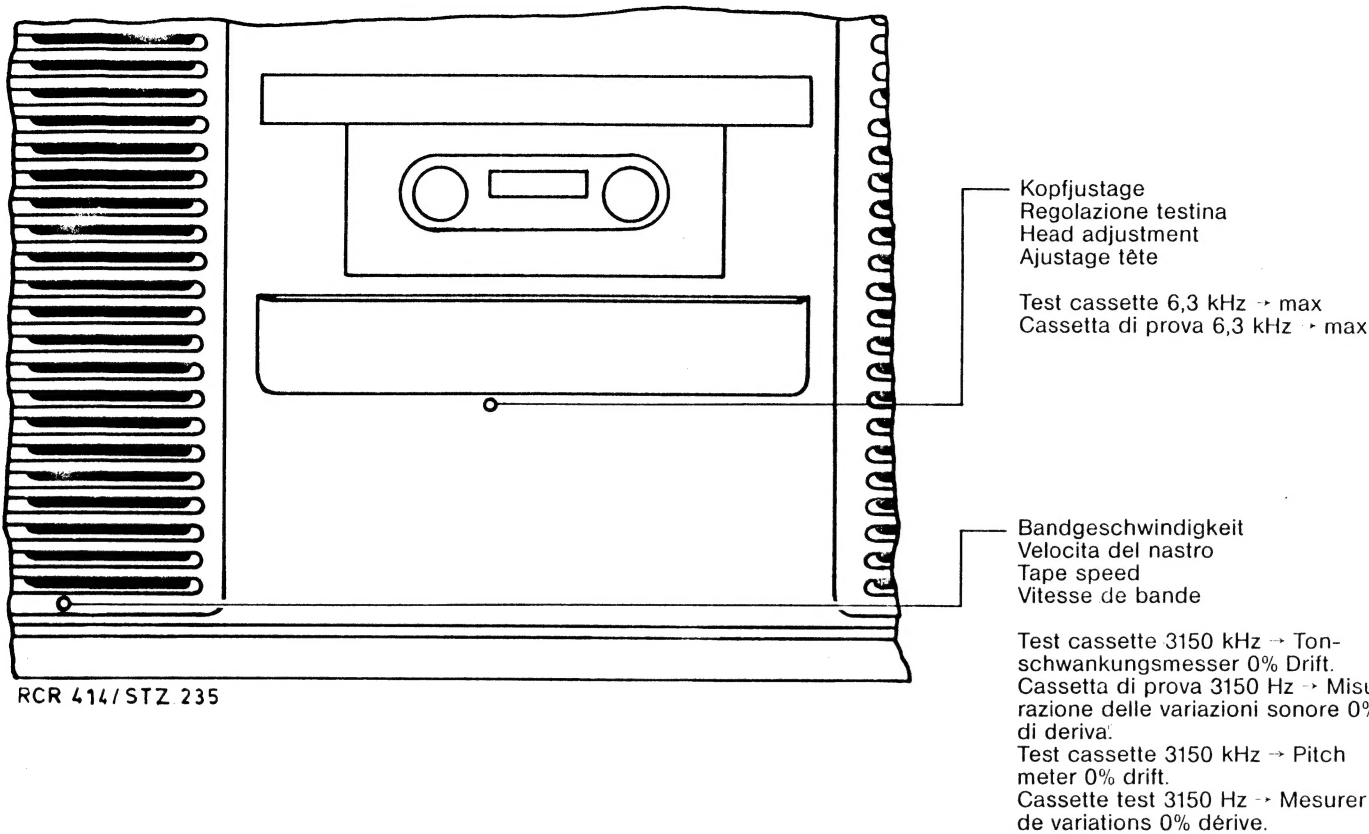 Kopfjustage
Regolazione testina
Head adjustment
Ajustage tête
Test cassette 6,3 kHz → max
Cassetta di prova 6,3 kHz → max
Bandgeschwindigkeit
Velocita del nastro
Tape speed
Vitesse de bande
Test cassette 3150 kHz → Ton-
schwankungsmesser 0% Drift.
Cassetta di prova 3150 Hz → Misu
razione delle variazioni sonore 0%
di deriva.
Test cassette 3150 kHz → Pitch
meter 0% drift.
Cassette test 3150 Hz → Mesurer
de variations 0% dérive.
RCR 414/STZ 235